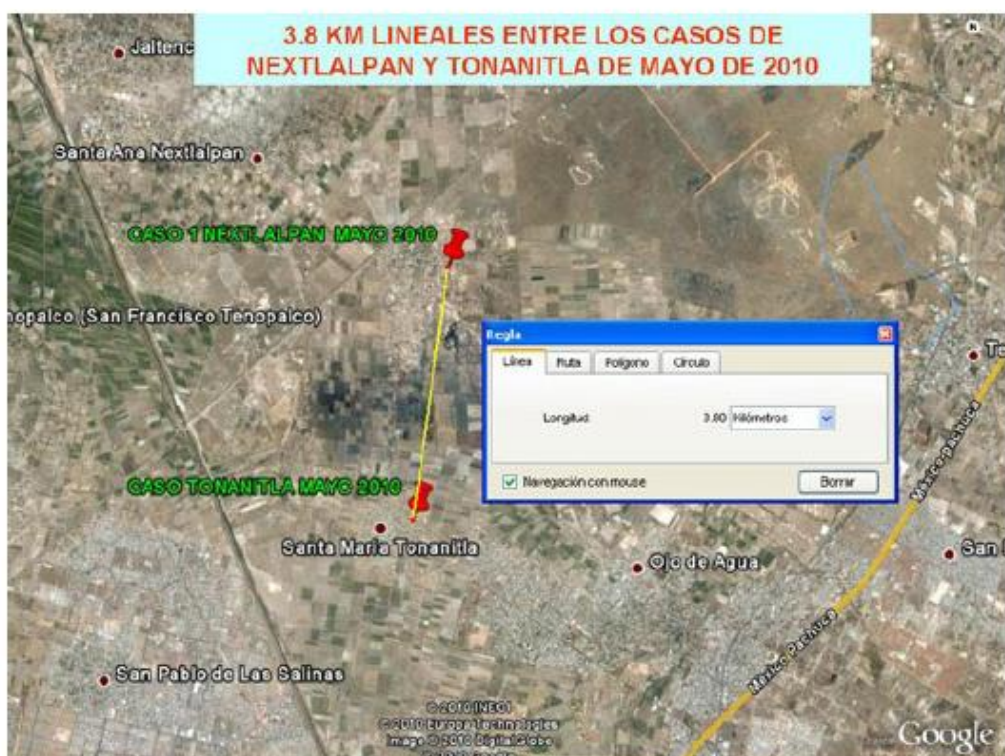 3.8 KM LINEALES ENTRE LOS CASOS DE
NEXTLALPAN Y TONANITLA DE MAYO DE 2010
N
Jaltenc
Santa Ana Nextlalpan
CASO 1 NEXTLALPAN MAYO 2010
nopalco (San Francisco Tenopalco)
Regla
Línea Ruta Polígono Círculo
Te
Longitud: 3.80 Kilómetros
México-pachuca
CASO TONANITLA MAYO 2010
Navegación con mouse Borrar
Santa María Tonanitla
Ojo de Agua
San
México Pachuca
San Pablo de Las Salinas
© 2010 INEGI
© 2010 Europa Technologies
Image © 2010 DigitalGlobe
Google